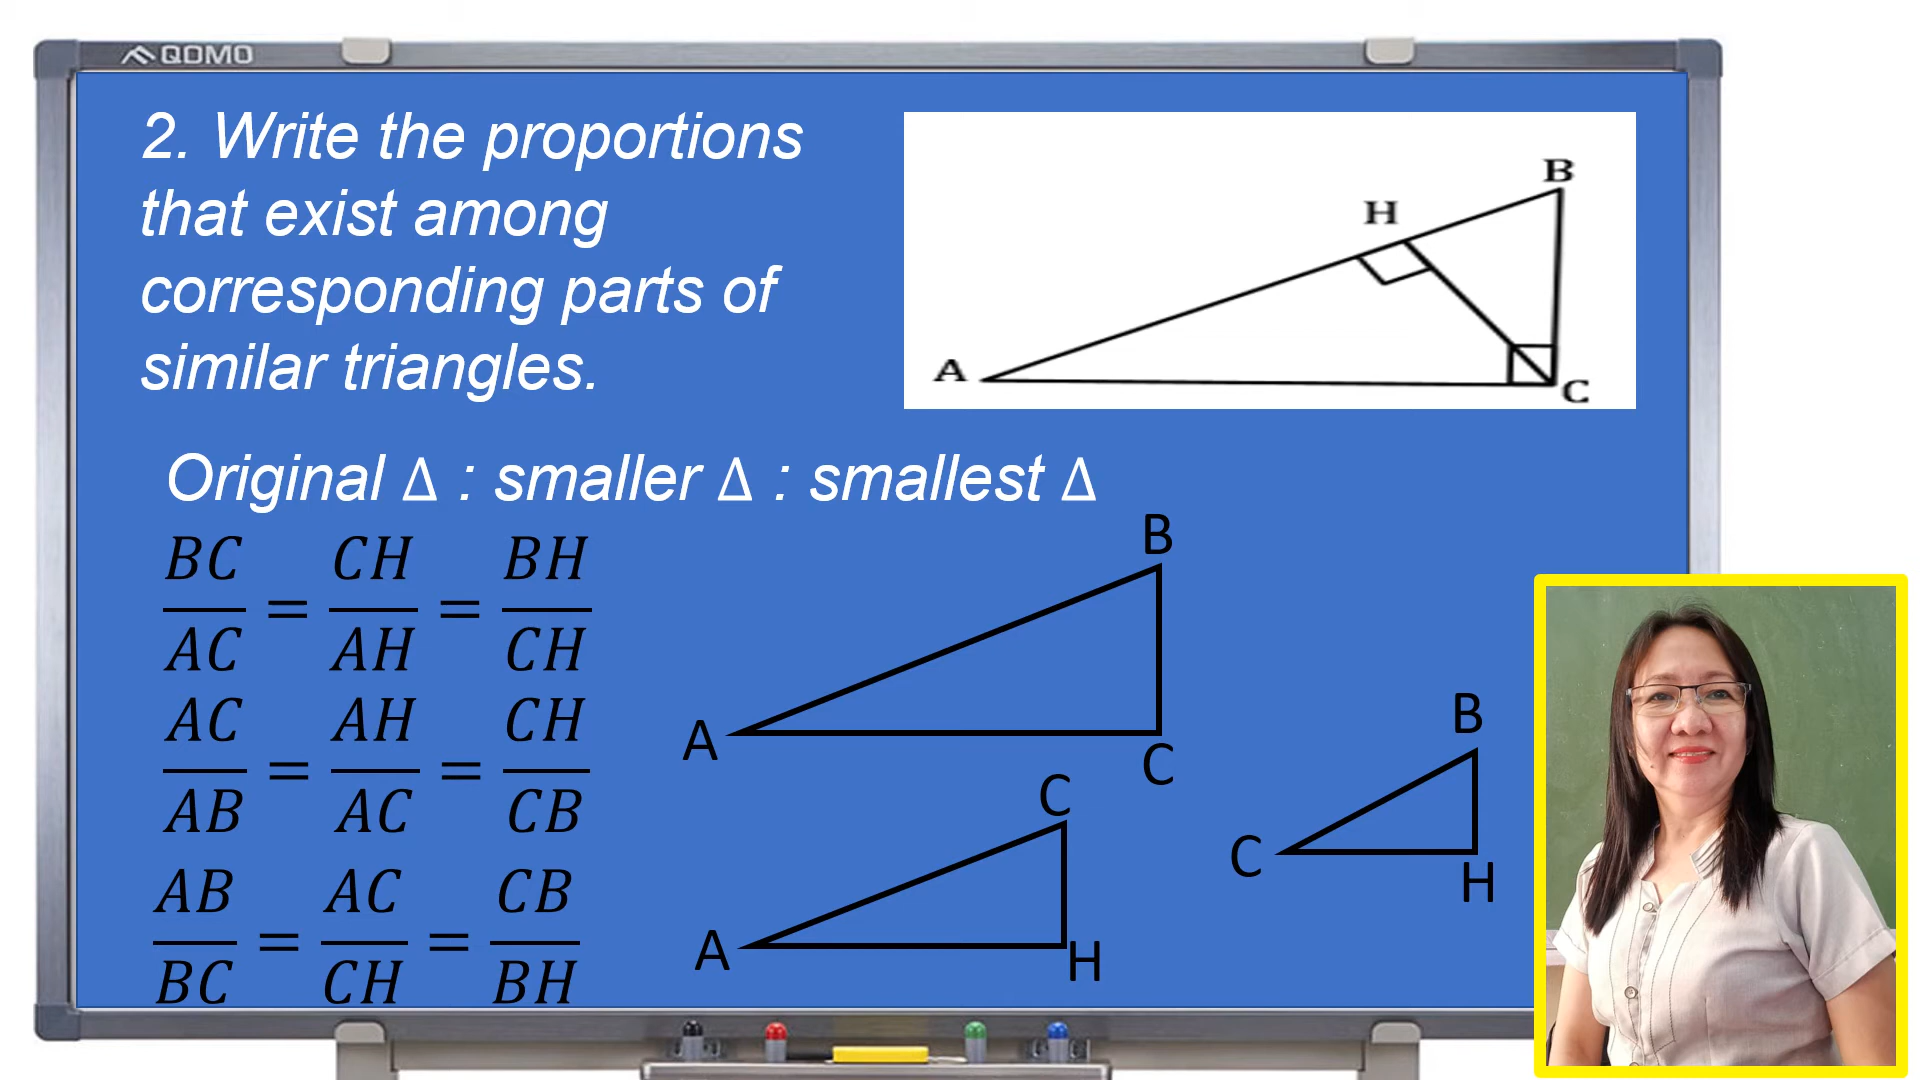 QOMO
2. Write the proportions
that exist among
corresponding parts of
similar triangles.
B
H
A
C
Original Δ : smaller Δ : smallest Δ
BC/AC = CH/AH = BH/CH
AC/AB = AH/AC = CH/CB
AB/BC = AC/CH = CB/BH
B
A
C
C
A
H
B
C
H